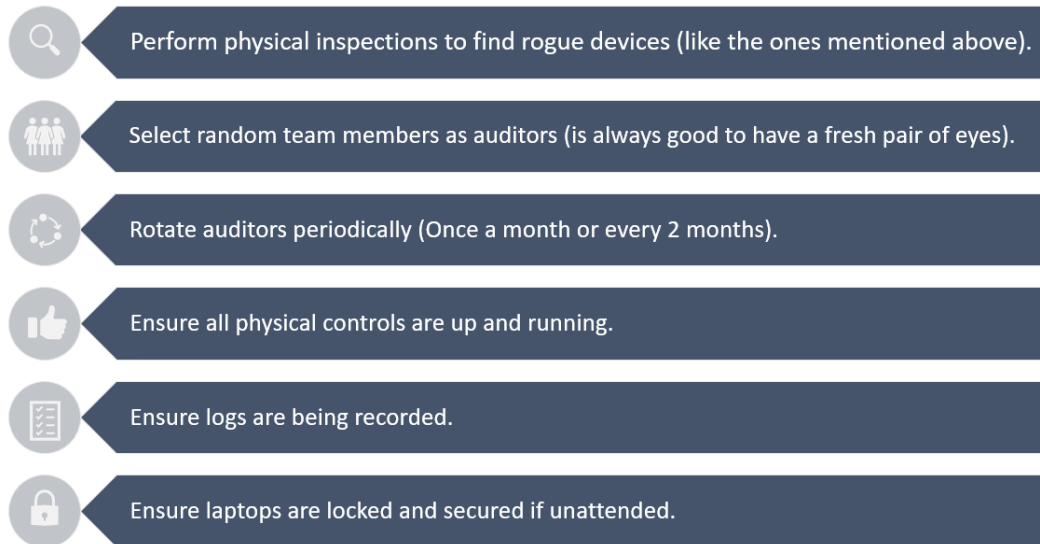 Perform physical inspections to find rogue devices (like the ones mentioned above).
Select random team members as auditors (is always good to have a fresh pair of eyes).
Rotate auditors periodically (Once a month or every 2 months).
Ensure all physical controls are up and running.
Ensure logs are being recorded.
Ensure laptops are locked and secured if unattended.